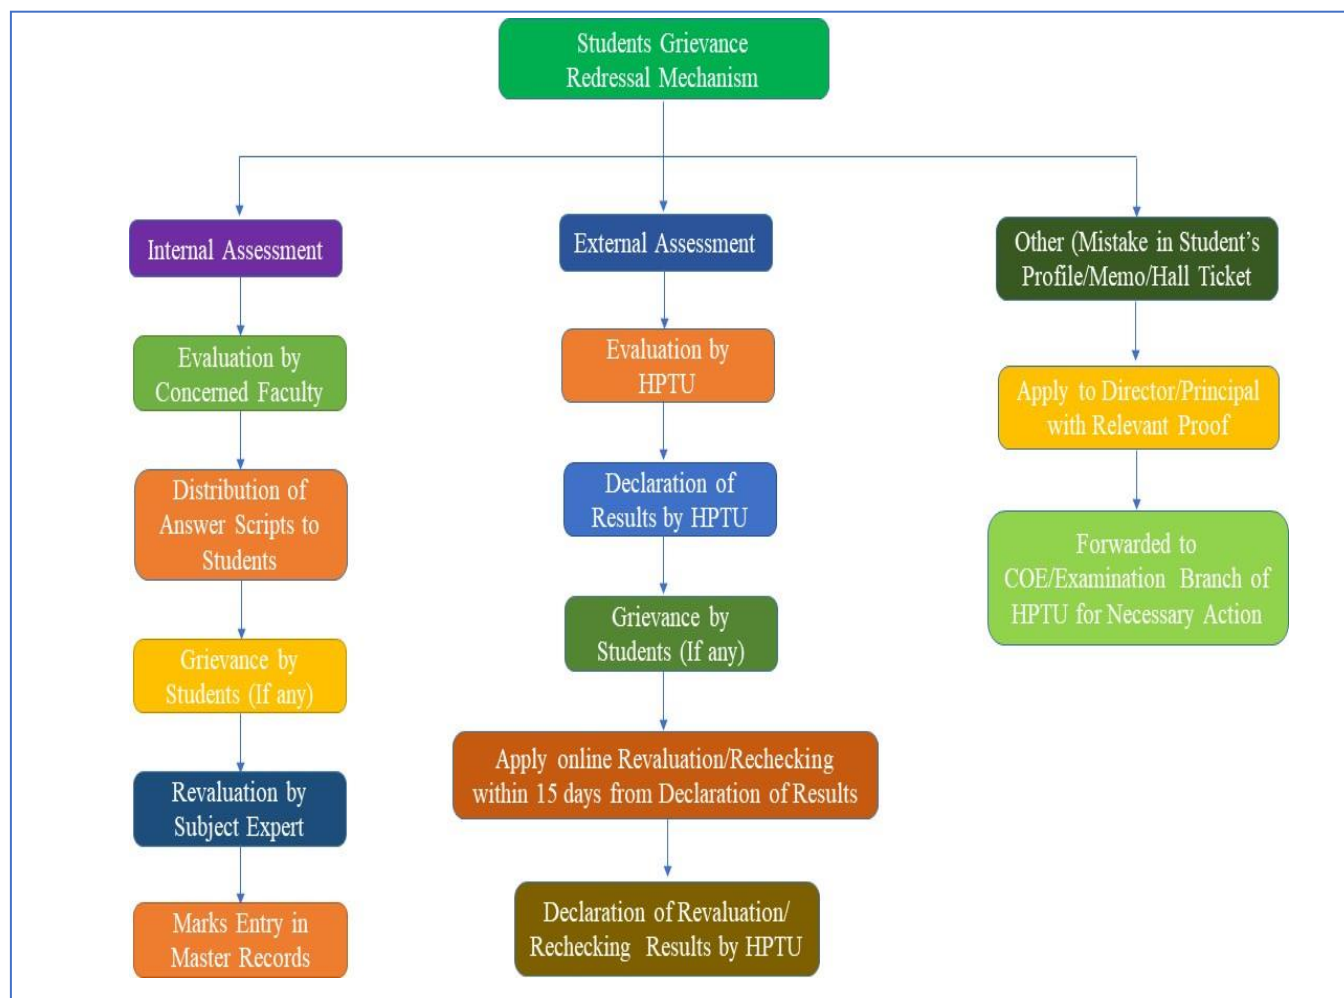 Students Grievance
Redressal Mechanism
Internal Assessment
Evaluation by
Concerned Faculty
Distribution of
Answer Scripts to
Students
Grievance by
Students (If any)
Revaluation by
Subject Expert
Marks Entry in
Master Records
External Assessment
Evaluation by
HPTU
Declaration of
Results by HPTU
Grievance by
Students (If any)
Apply online Revaluation/Rechecking
within 15 days from Declaration of Results
Declaration of Revaluation/
Rechecking Results by HPTU
Other (Mistake in Student’s
Profile/Memo/Hall Ticket
Apply to Director/Principal
with Relevant Proof
Forwarded to
COE/Examination Branch of
HPTU for Necessary Action